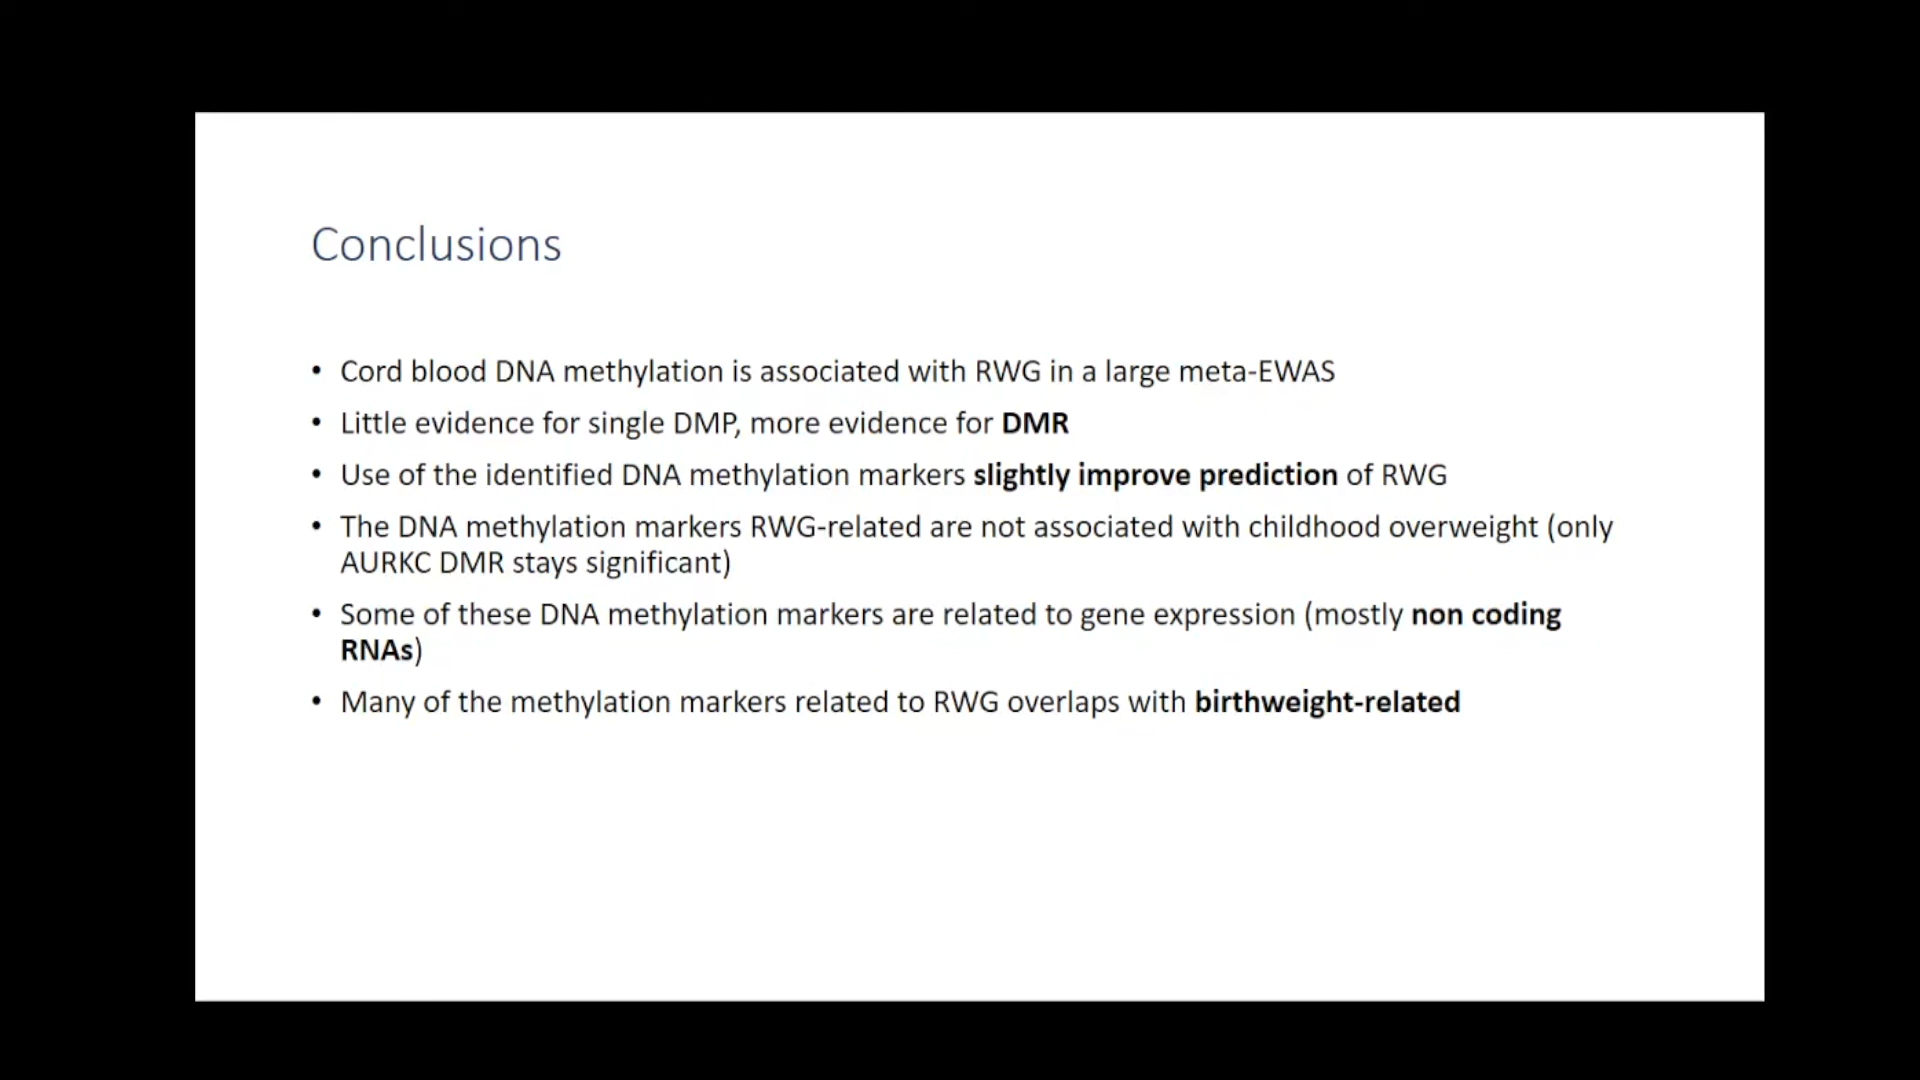 Conclusions
• Cord blood DNA methylation is associated with RWG in a large meta-EWAS
• Little evidence for single DMP, more evidence for DMR
• Use of the identified DNA methylation markers slightly improve prediction of RWG
• The DNA methylation markers RWG-related are not associated with childhood overweight (only
AURKC DMR stays significant)
• Some of these DNA methylation markers are related to gene expression (mostly non coding
RNAs)
• Many of the methylation markers related to RWG overlaps with birthweight-related